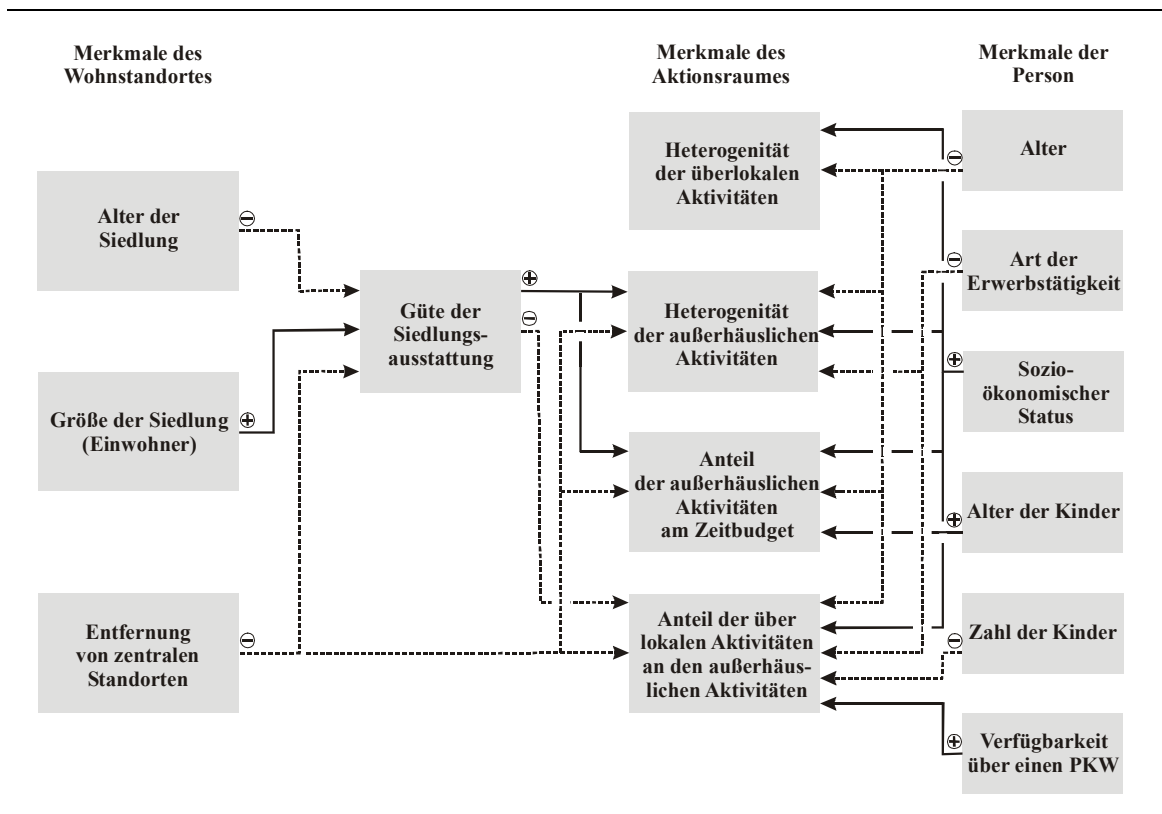 Merkmale des
Wohnstandortes
Merkmale des
Aktionsraumes
Merkmale der
Person
Alter der
Siedlung
Größe der Siedlung
(Einwohner)
Entfernung
von zentralen
Standorten
Güte der
Siedlungs-
ausstattung
Heterogenität
der überlokalen
Aktivitäten
Heterogenität
der außerhäuslichen
Aktivitäten
Anteil
der außerhäuslichen
Aktivitäten
am Zeitbudget
Anteil der über
lokalen Aktivitäten
an den außerhäus-
lichen Aktivitäten
Alter
Art der
Erwerbstätigkeit
Sozio-
ökonomischer
Status
Alter der Kinder
Zahl der Kinder
Verfügbarkeit
über einen PKW